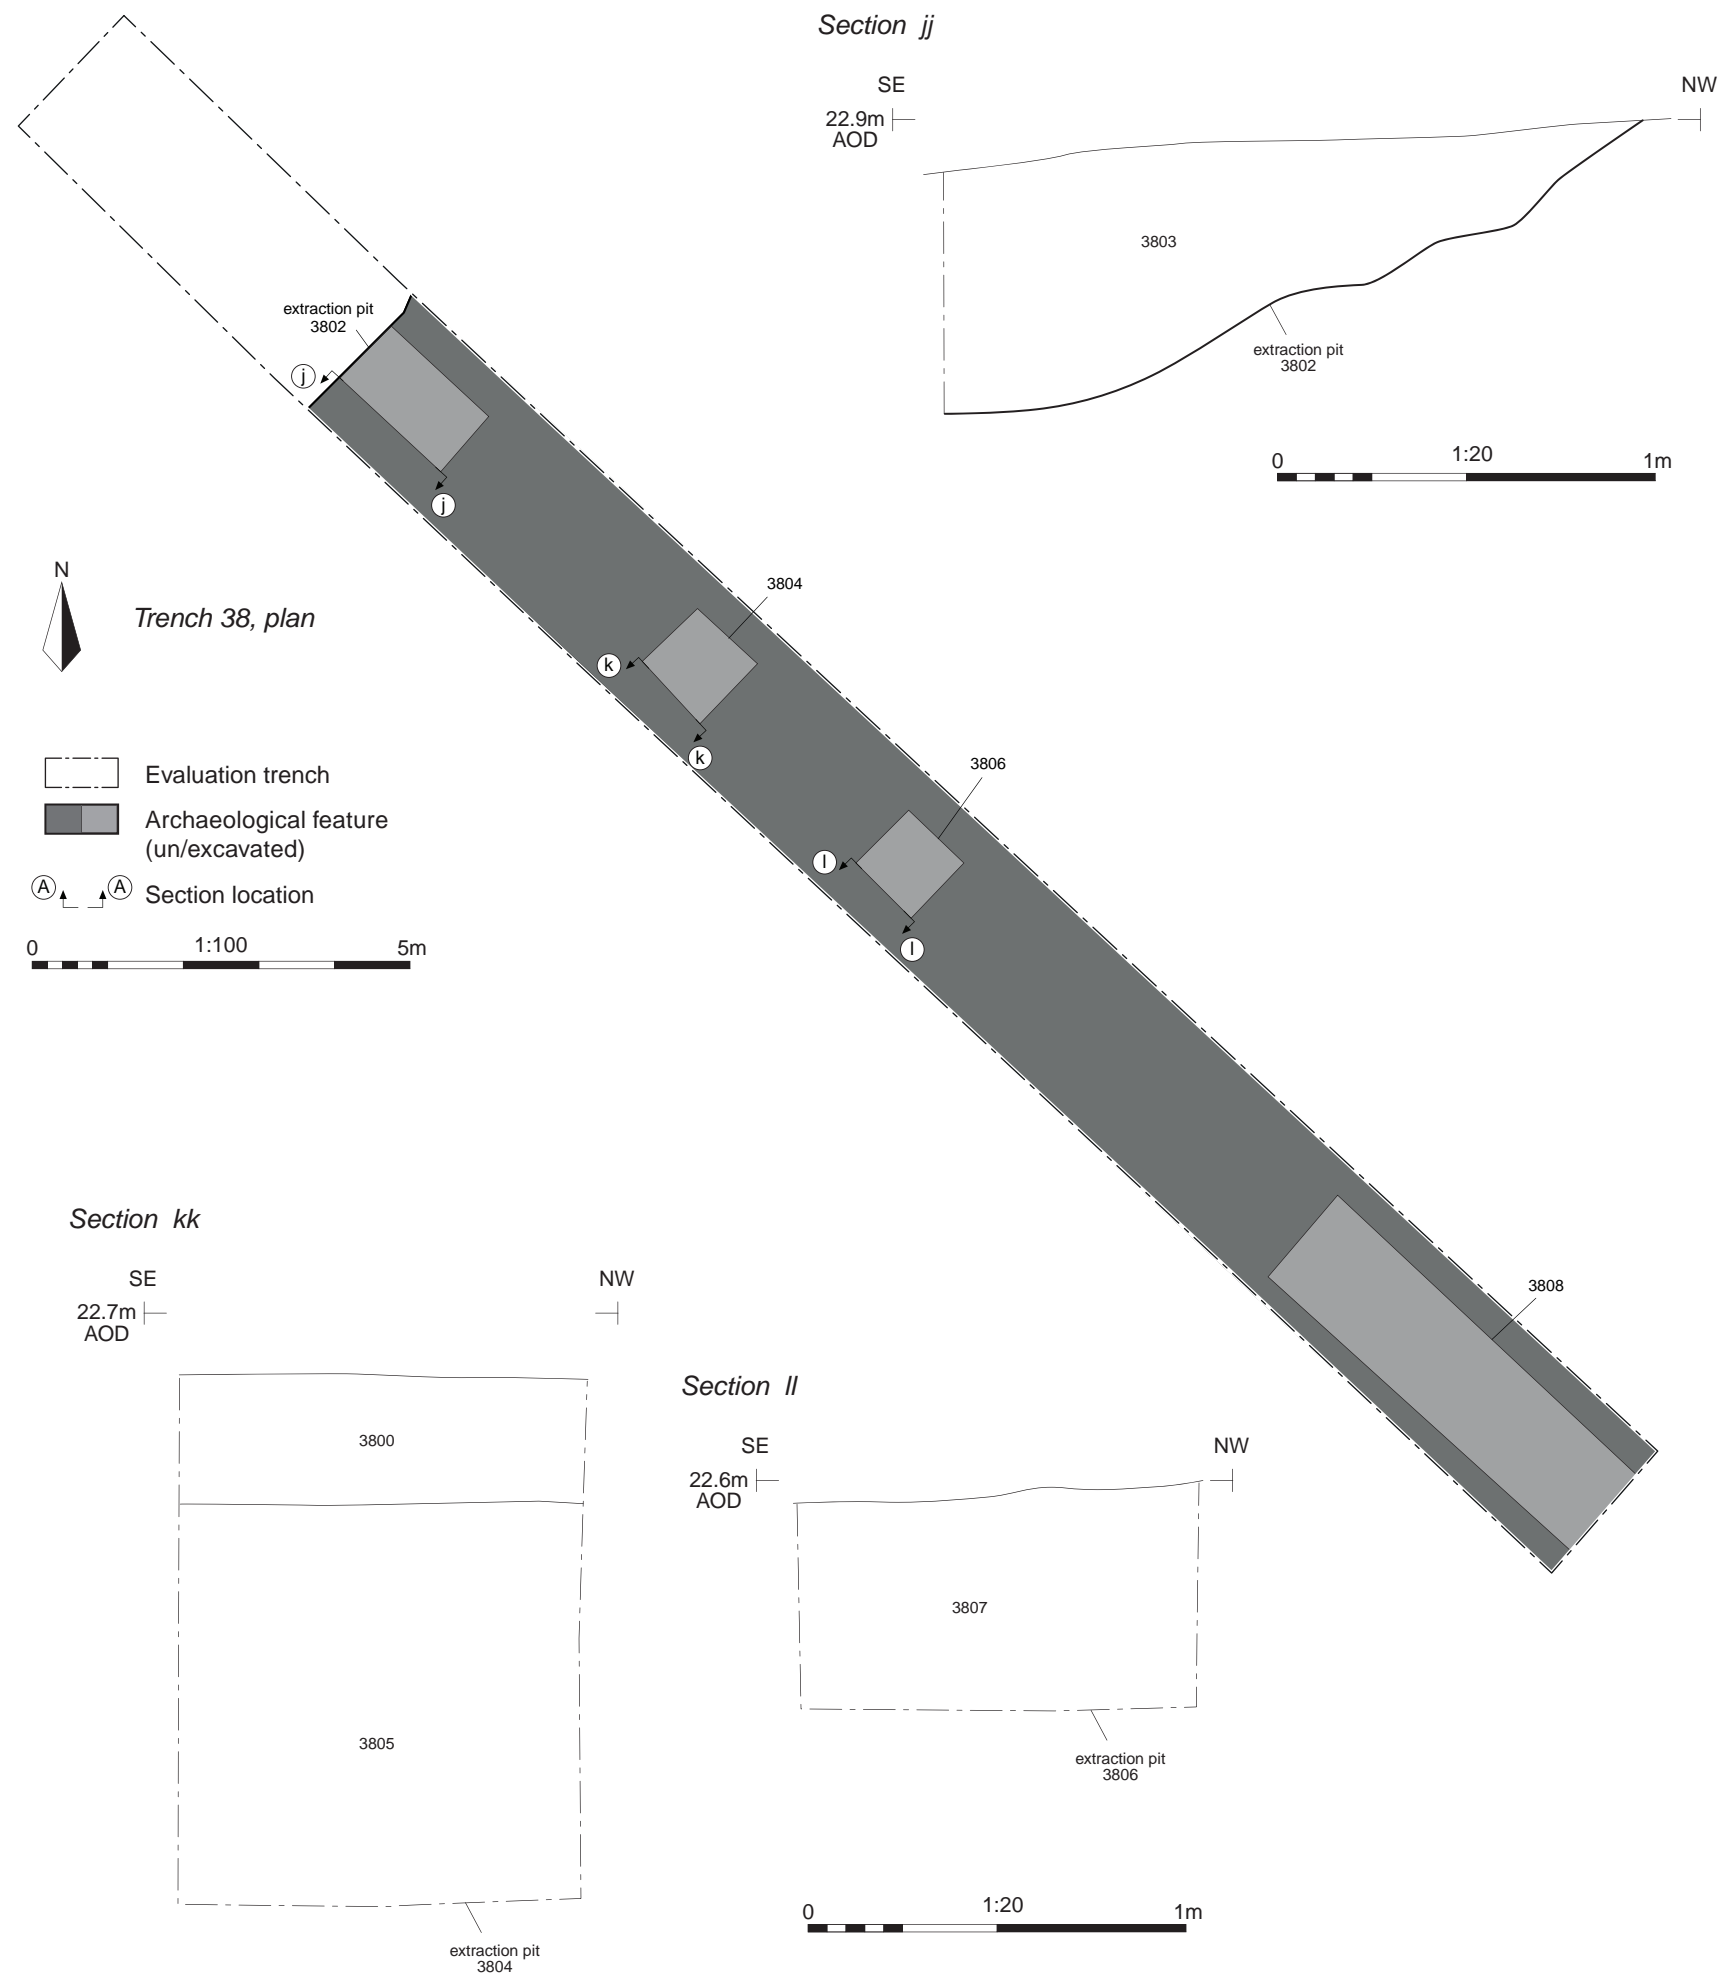 Section jj
SE
NW
22.9m
AOD
3803
extraction pit
3802
0
1:20
1m
extraction pit
3802
j
j
N
Trench 38, plan
3804
k
k
3806
l
l
Evaluation trench
Archaeological feature
(un/excavated)
A
A
Section location
0
1:100
5m
3808
Section kk
SE
NW
22.7m
AOD
3800
3805
extraction pit
3804
Section ll
SE
NW
22.6m
AOD
3807
extraction pit
3806
0
1:20
1m